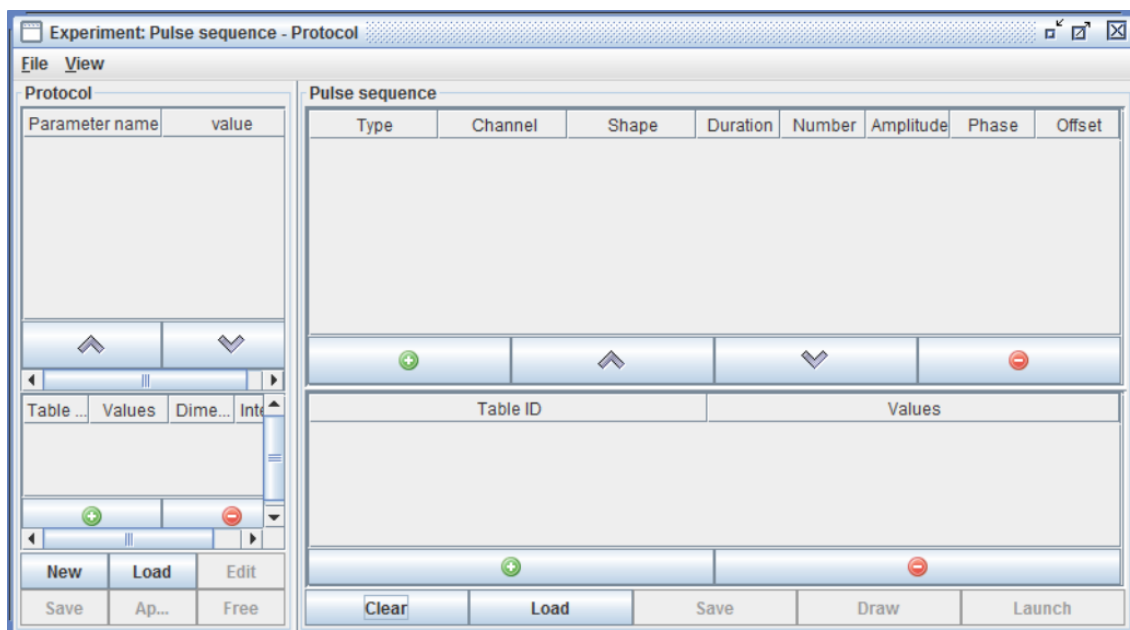 Experiment: Pulse sequence - Protocol
File View
Protocol
Parameter name value
Table ... Values Dime... Inte
New Load Edit
Save Ap... Free
Pulse sequence
Type Channel Shape Duration Number Amplitude Phase Offset
Table ID Values
Clear Load Save Draw Launch